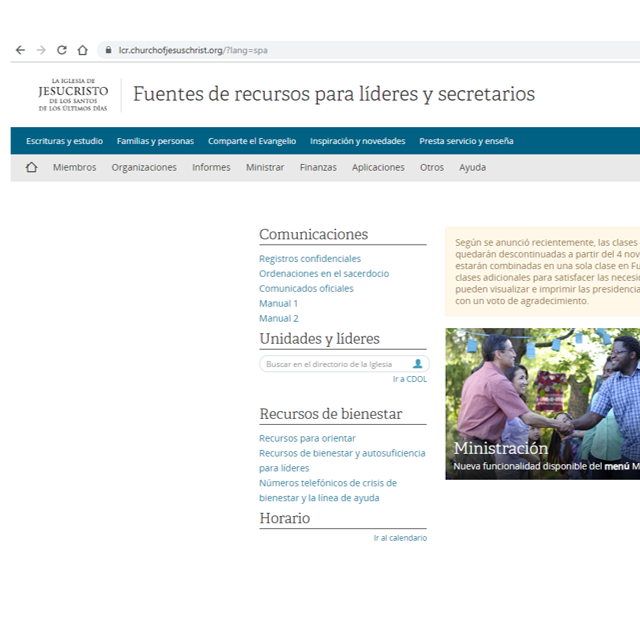 lcr.churchofjesuschrist.org/?lang=spa
LA IGLESIA DE
JESUCRISTO
DE LOS SANTOS
DE LOS ÚLTIMOS DÍAS
Fuentes de recursos para líderes y secretarios
Escrituras y estudio Familias y personas Comparte el Evangelio Inspiración y novedades Presta servicio y enseña
Miembros Organizaciones Informes Ministrar Finanzas Aplicaciones Otros Ayuda
Comunicaciones
Registros confidenciales
Ordenaciones en el sacerdocio
Comunicados oficiales
Manual 1
Manual 2
Unidades y líderes
Buscar en el directorio de la Iglesia
Ir a CDOL
Recursos de bienestar
Recursos para orientar
Recursos de bienestar y autosuficiencia
para líderes
Números telefónicos de crisis de
bienestar y la línea de ayuda
Horario
Ir al calendario
Según se anunció recientemente, las clases
quedarán descontinuadas a partir del 4 nov
estarán combinadas en una sola clase en Fu
clases adicionales para satisfacer las necesi
pueden visualizar e imprimir las presidencia
con un voto de agradecimiento.
Ministración
Nueva funcionalidad disponible del menú M